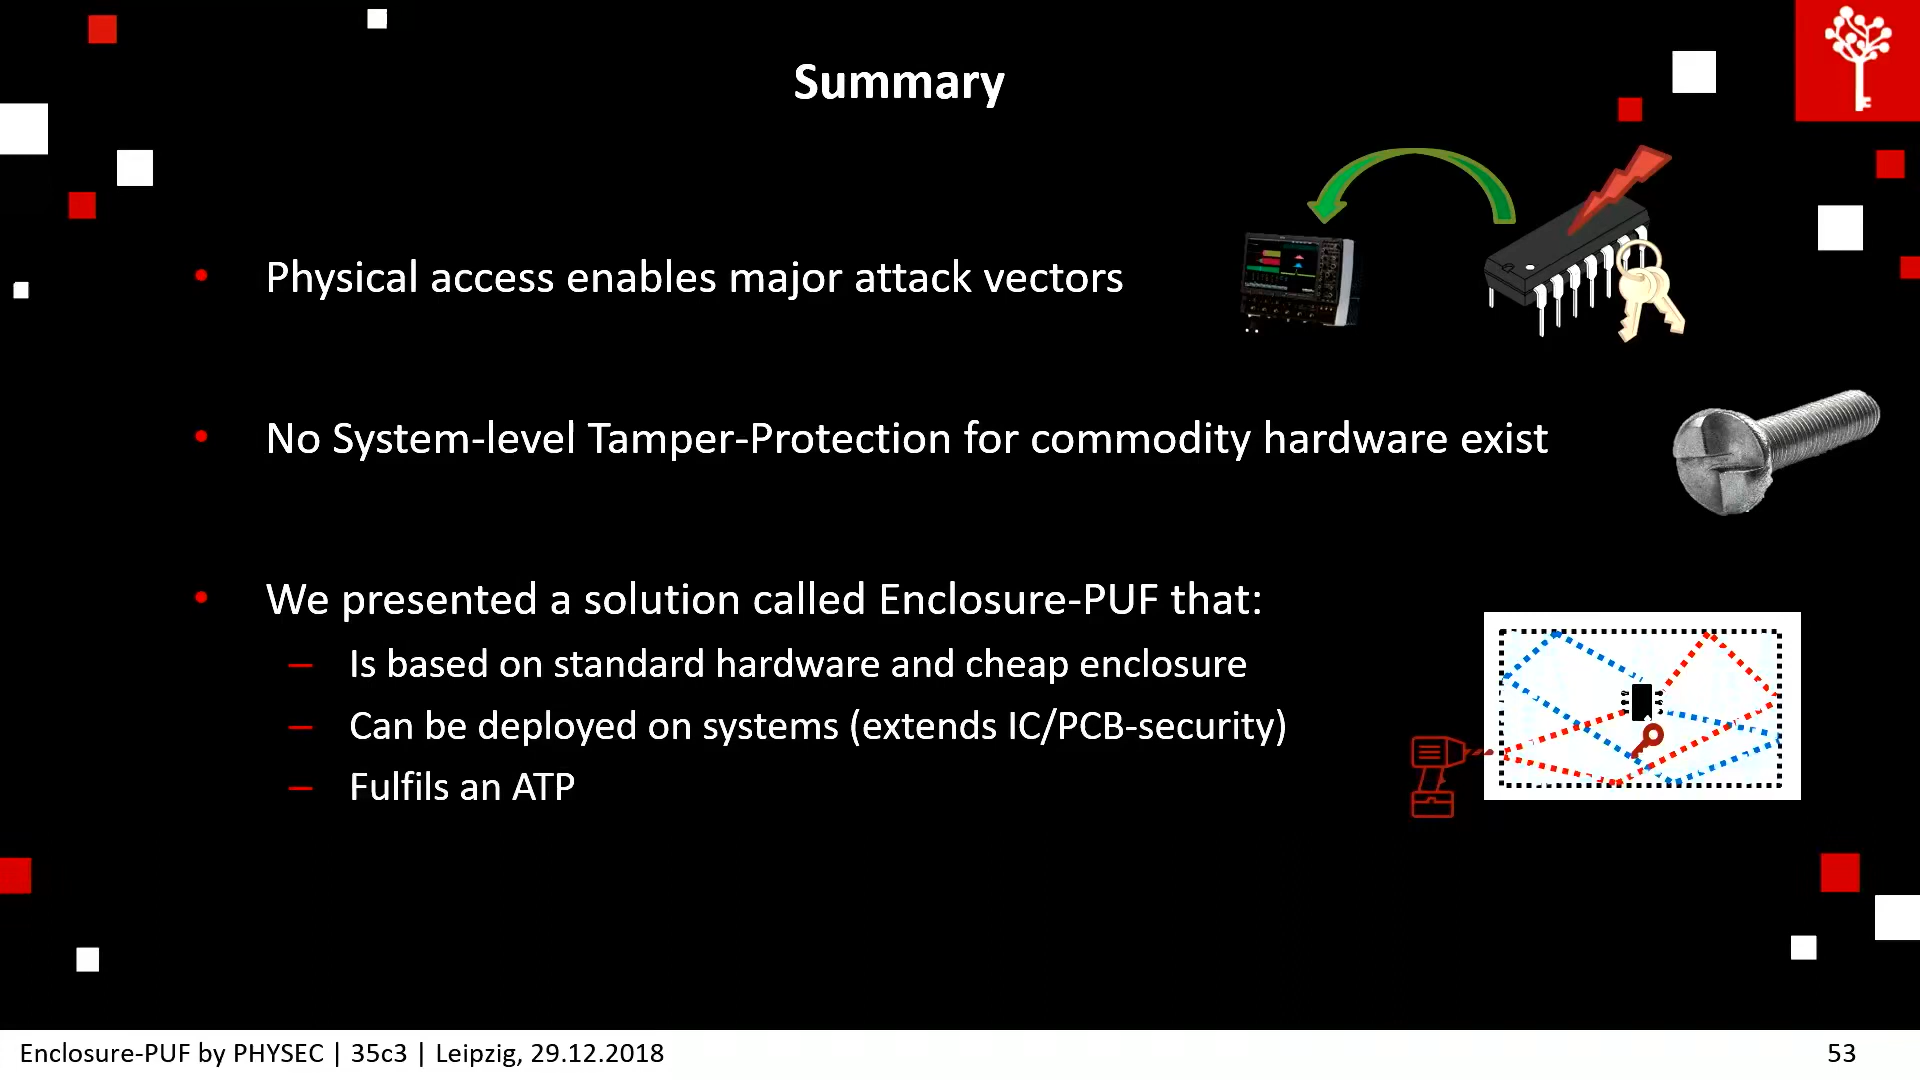 Summary
• Physical access enables major attack vectors
• No System-level Tamper-Protection for commodity hardware exist
• We presented a solution called Enclosure-PUF that:
– Is based on standard hardware and cheap enclosure
– Can be deployed on systems (extends IC/PCB-security)
– Fulfils an ATP
Enclosure-PUF by PHYSEC | 35c3 | Leipzig, 29.12.2018
53